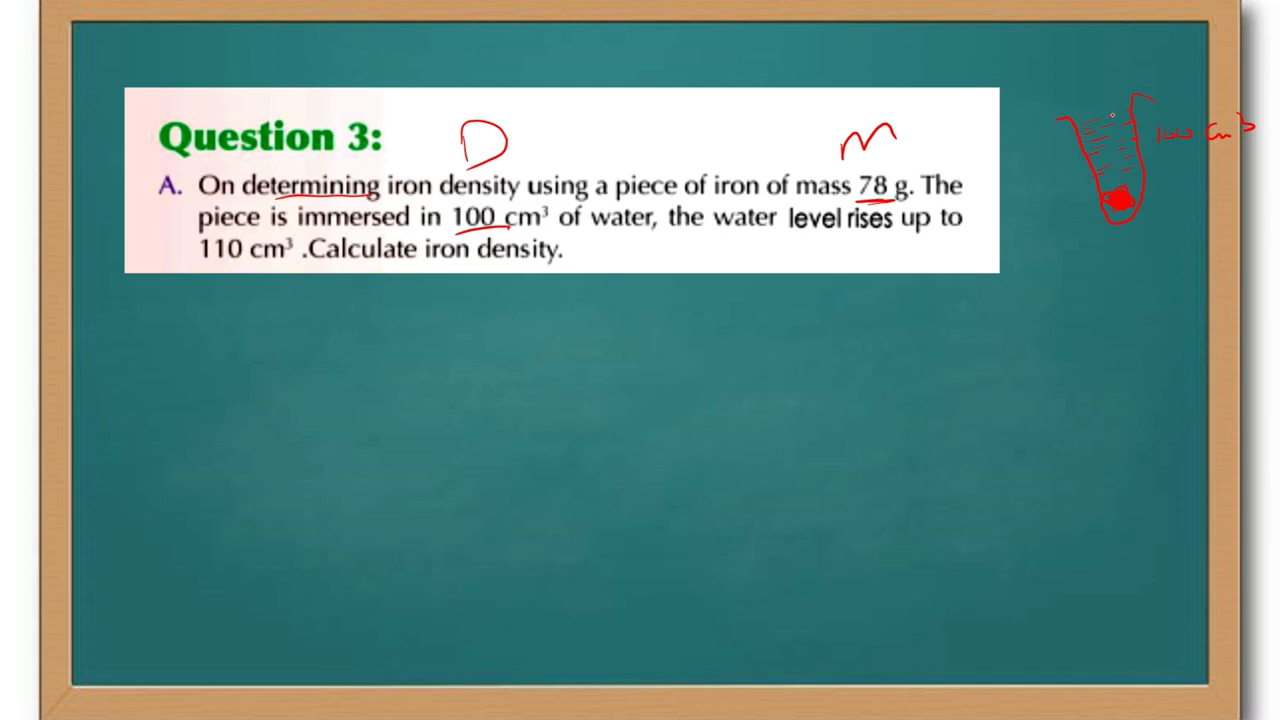 Question 3:
D
m
A. On determining iron density using a piece of iron of mass 78 g. The
piece is immersed in 100 cm³ of water, the water level rises up to
110 cm³ .Calculate iron density.
100 cm³